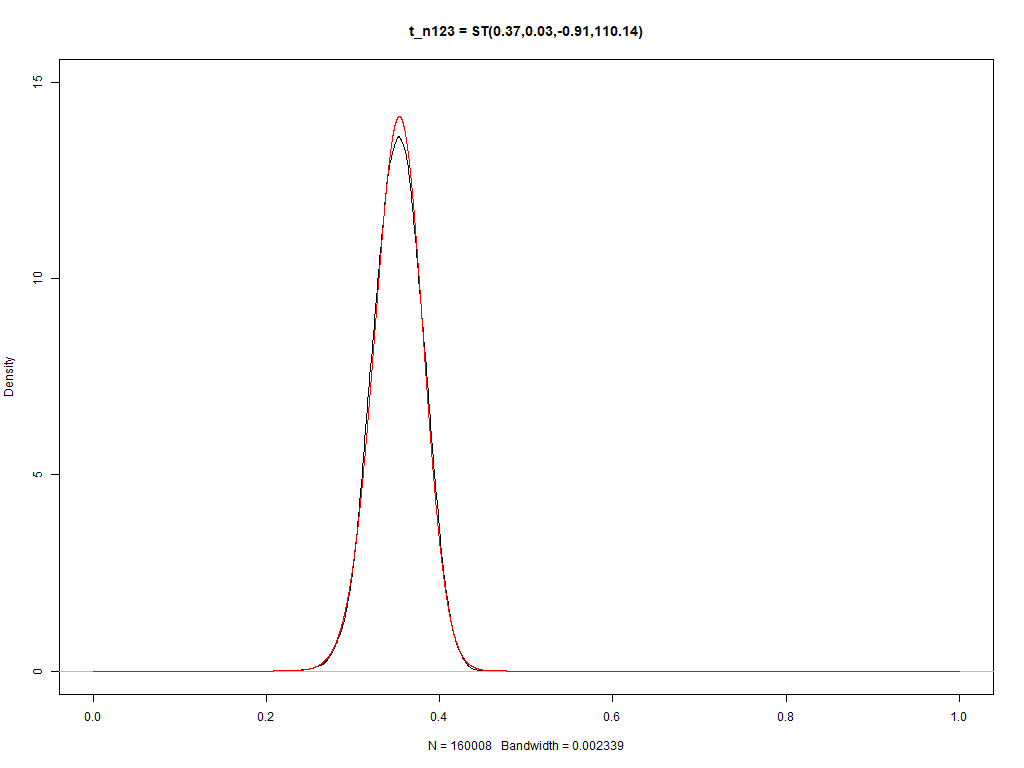 t_n123 = ST(0.37,0.03,-0.91,110.14)
15
10
5
0
Density
0.0 0.2 0.4 0.6 0.8 1.0
N = 160008 Bandwidth = 0.002339